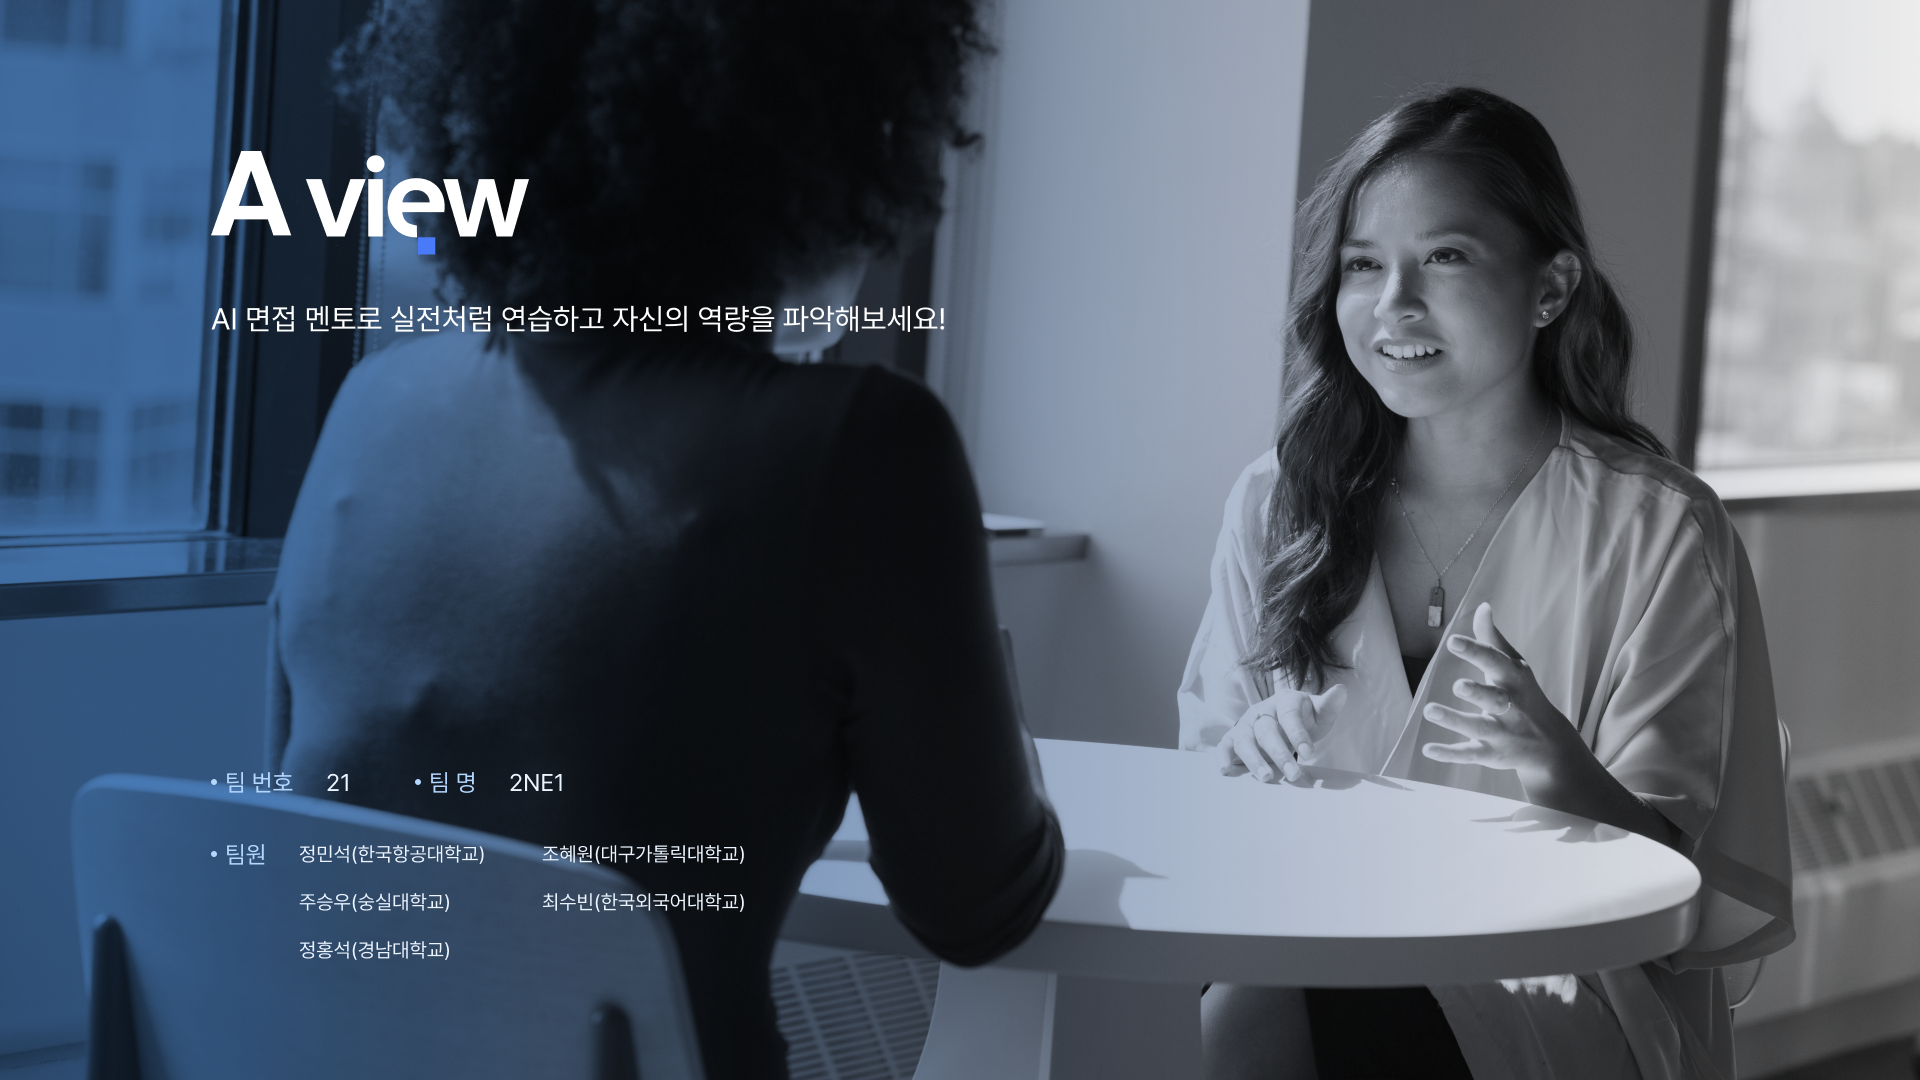 A view
AI 면접 멘토로 실전처럼 연습하고 자신의 역량을 파악해보세요!
• 팀 번호 21 • 팀 명 2NE1
• 팀원 정민석(한국항공대학교) 조혜원(대구가톨릭대학교)
주승우(숭실대학교) 최수빈(한국외국어대학교)
정홍석(경남대학교)